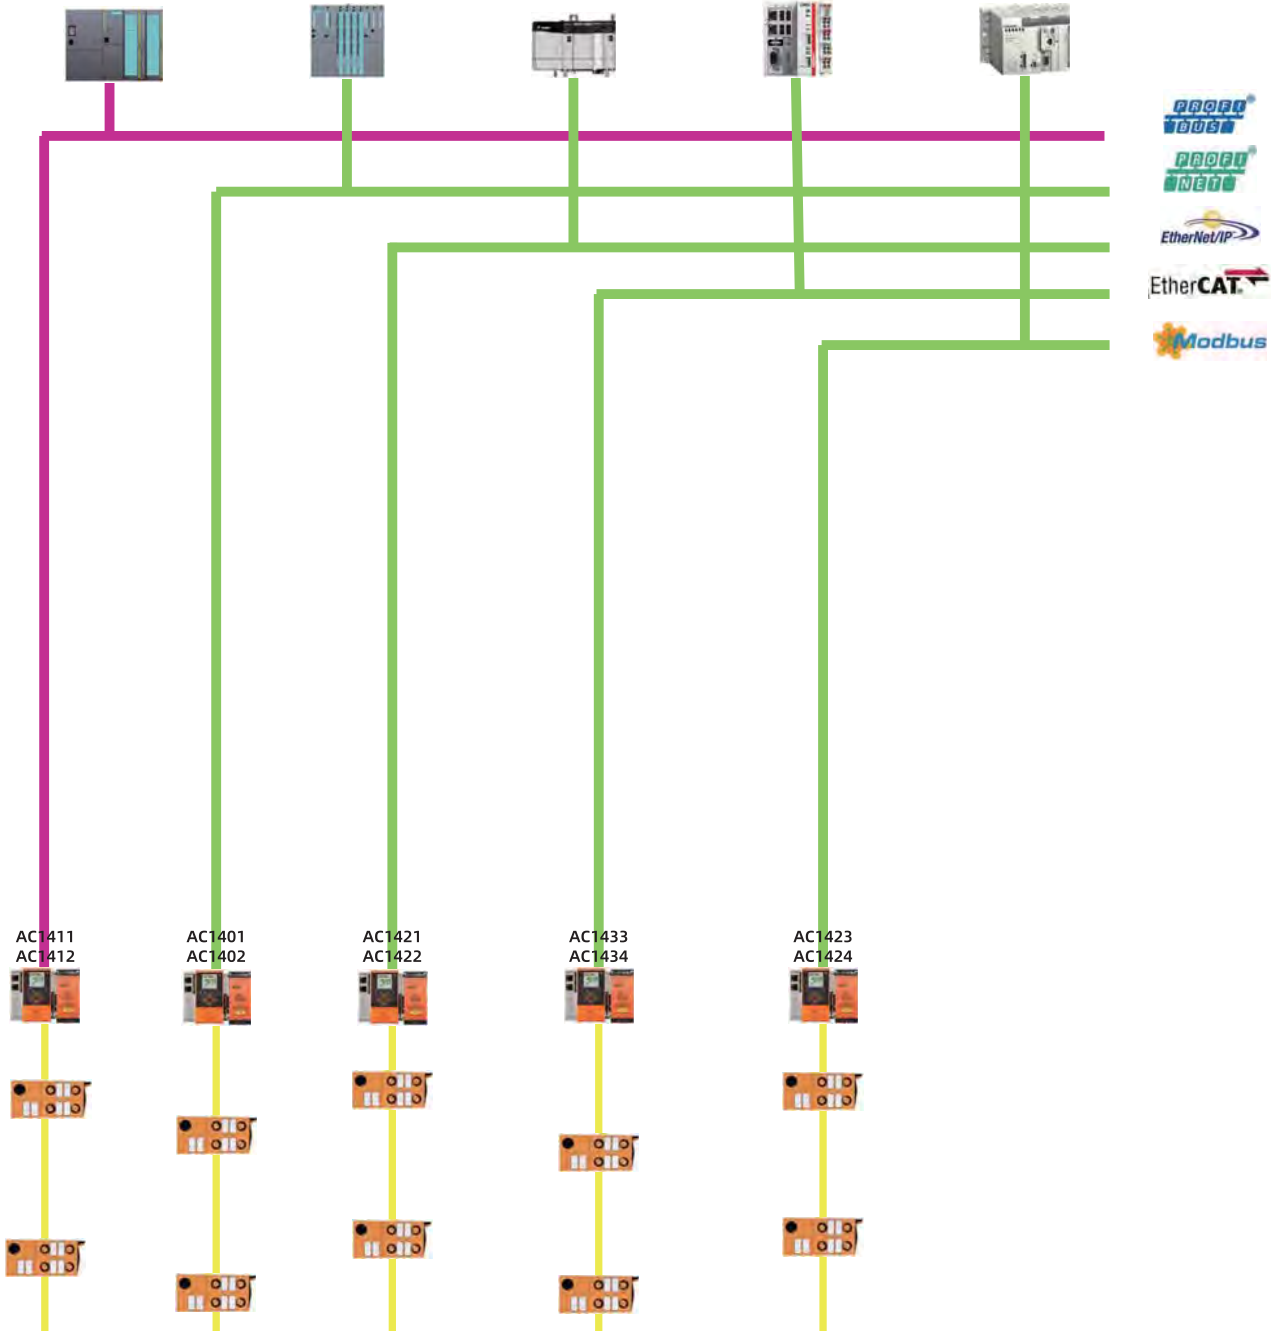 PROFI
BUS
PROFI
NET
EtherNet/IP
EtherCAT
Modbus
AC1411
AC1412
AC1401
AC1402
AC1421
AC1422
AC1433
AC1434
AC1423
AC1424